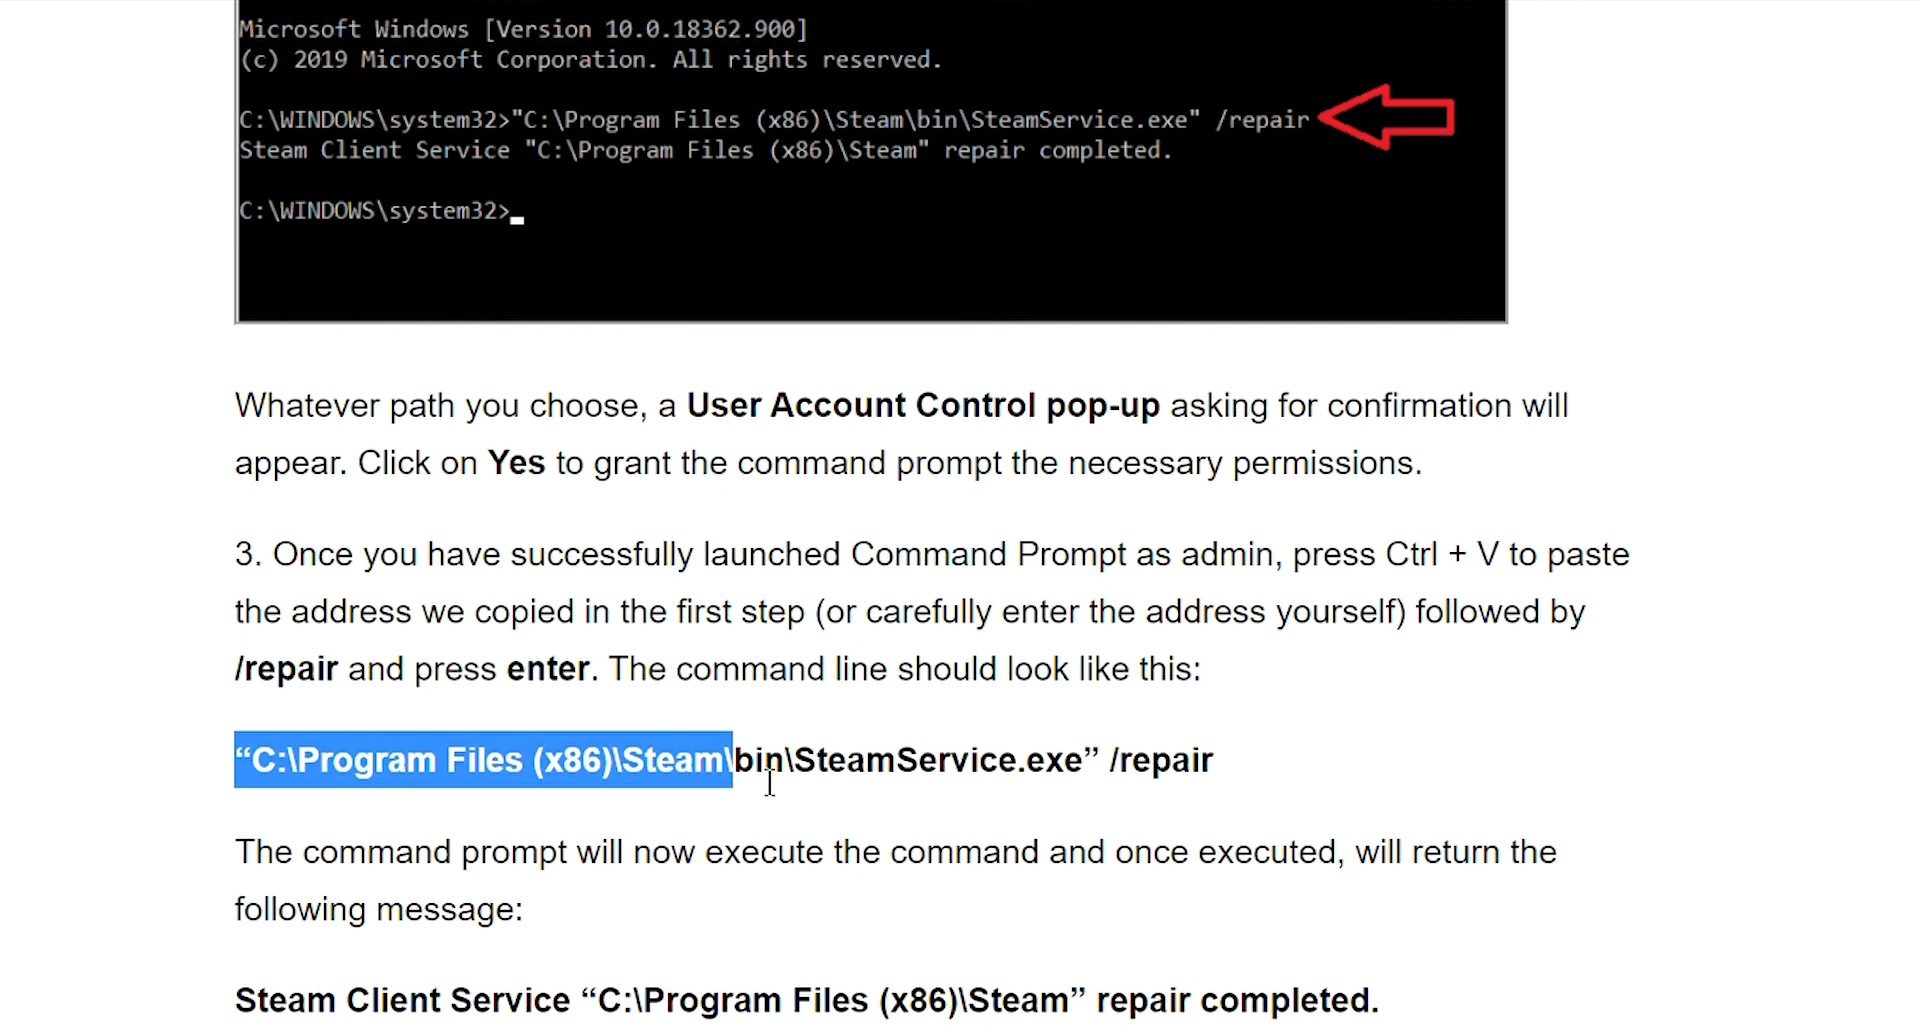 Microsoft Windows [Version 10.0.18362.900]
(c) 2019 Microsoft Corporation. All rights reserved.
C:\WINDOWS\system32>"C:\Program Files (x86)\Steam\bin\SteamService.exe" /repair
Steam Client Service "C:\Program Files (x86)\Steam" repair completed.
C:\WINDOWS\system32>
Whatever path you choose, a User Account Control pop-up asking for confirmation will
appear. Click on Yes to grant the command prompt the necessary permissions.
3. Once you have successfully launched Command Prompt as admin, press Ctrl + V to paste
the address we copied in the first step (or carefully enter the address yourself) followed by
/repair and press enter. The command line should look like this:
“C:\Program Files (x86)\Steam\bin\SteamService.exe” /repair
The command prompt will now execute the command and once executed, will return the
following message:
Steam Client Service “C:\Program Files (x86)\Steam” repair completed.